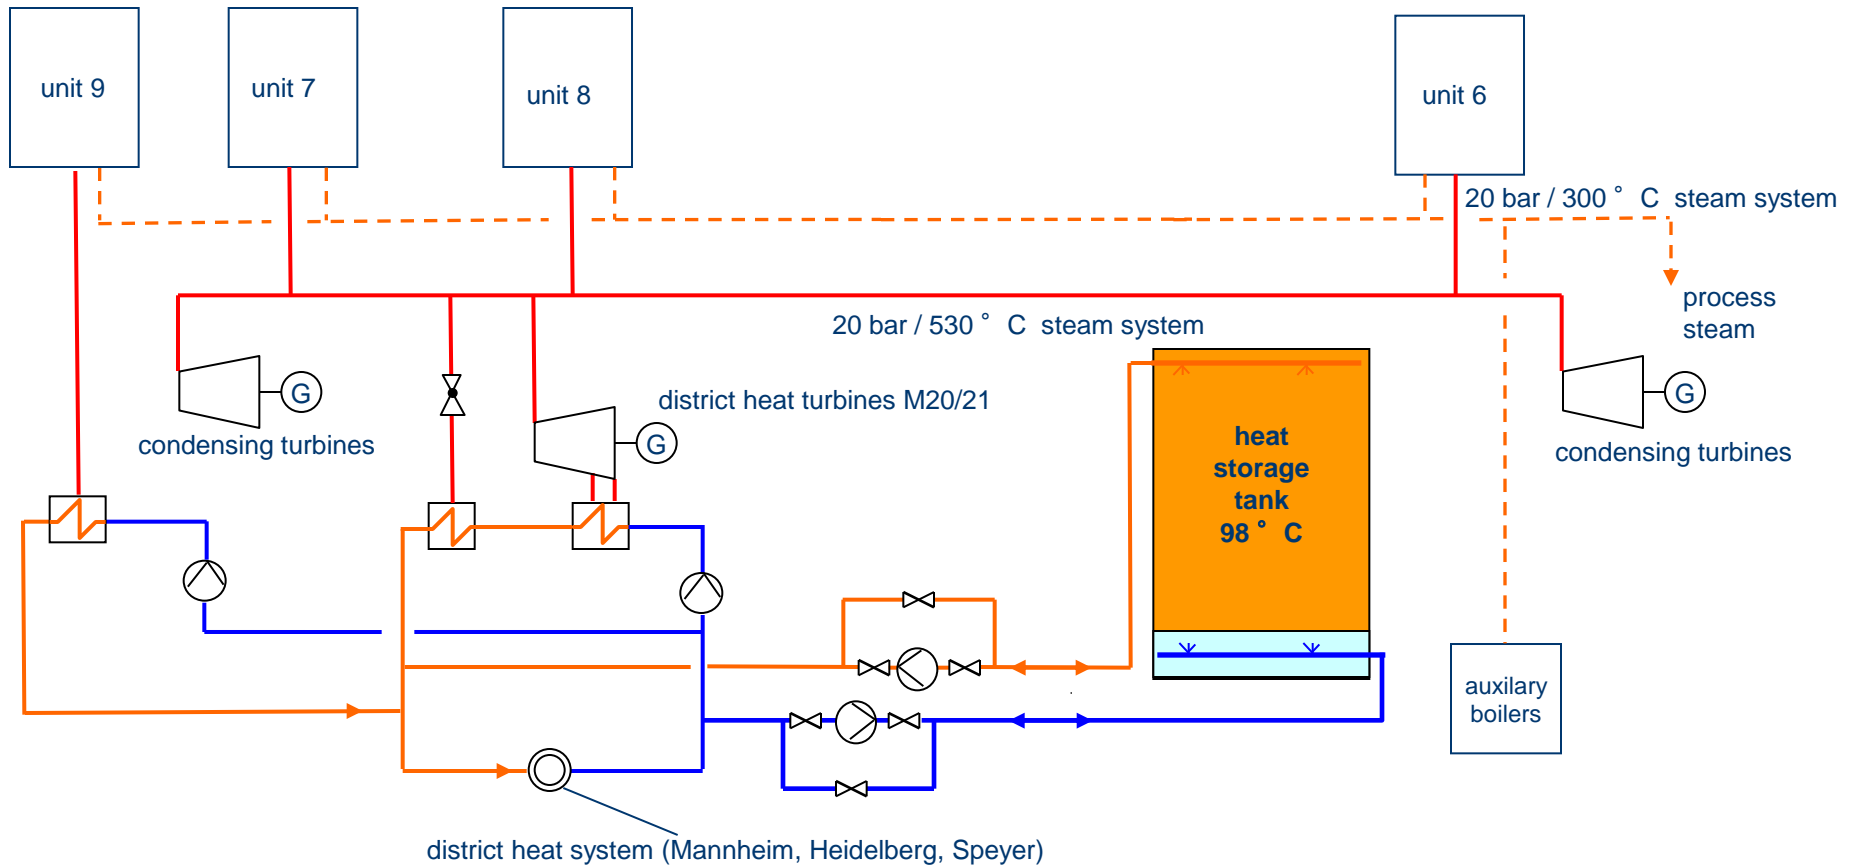 unit 9
unit 7
unit 8
unit 6
20 bar / 300 ° C steam system
process
steam
20 bar / 530 ° C steam system
G
condensing turbines
district heat turbines M20/21
G
G
condensing turbines
heat
storage
tank
98 ° C
auxilary
boilers
district heat system (Mannheim, Heidelberg, Speyer)